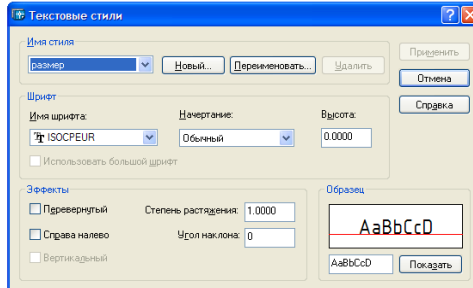 Текстовые стили
Имя стиля
размер
Новый...
Переименовать...
Удалить
Применить
Отмена
Справка
Шрифт
Имя шрифта:
Начертание:
Высота:
ISOCPEUR
Обычный
0.0000
Использовать большой шрифт
Эффекты
Перевернутый
Степень растяжения:
1.0000
Справа налево
Угол наклона:
0
Вертикальный
Образец
AaBbCcD
AaBbCcD
Показать